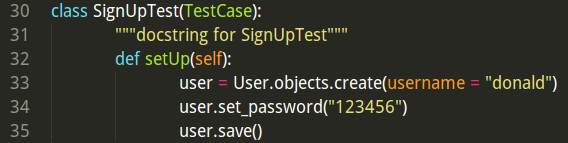 30 class SignUpTest(TestCase):
31 """docstring for SignUpTest"""
32 def setUp(self):
33 user = User.objects.create(username = "donald")
34 user.set_password("123456")
35 user.save()